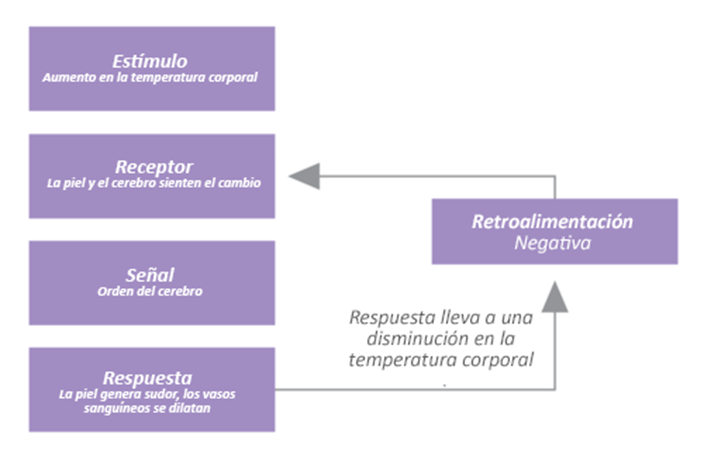 Estímulo
Aumento en la temperatura corporal
Receptor
La piel y el cerebro sienten el cambio
Señal
Orden del cerebro
Respuesta
La piel genera sudor, los vasos
sanguíneos se dilatan
Retroalimentación
Negativa
Respuesta lleva a una
disminución en la
temperatura corporal
.